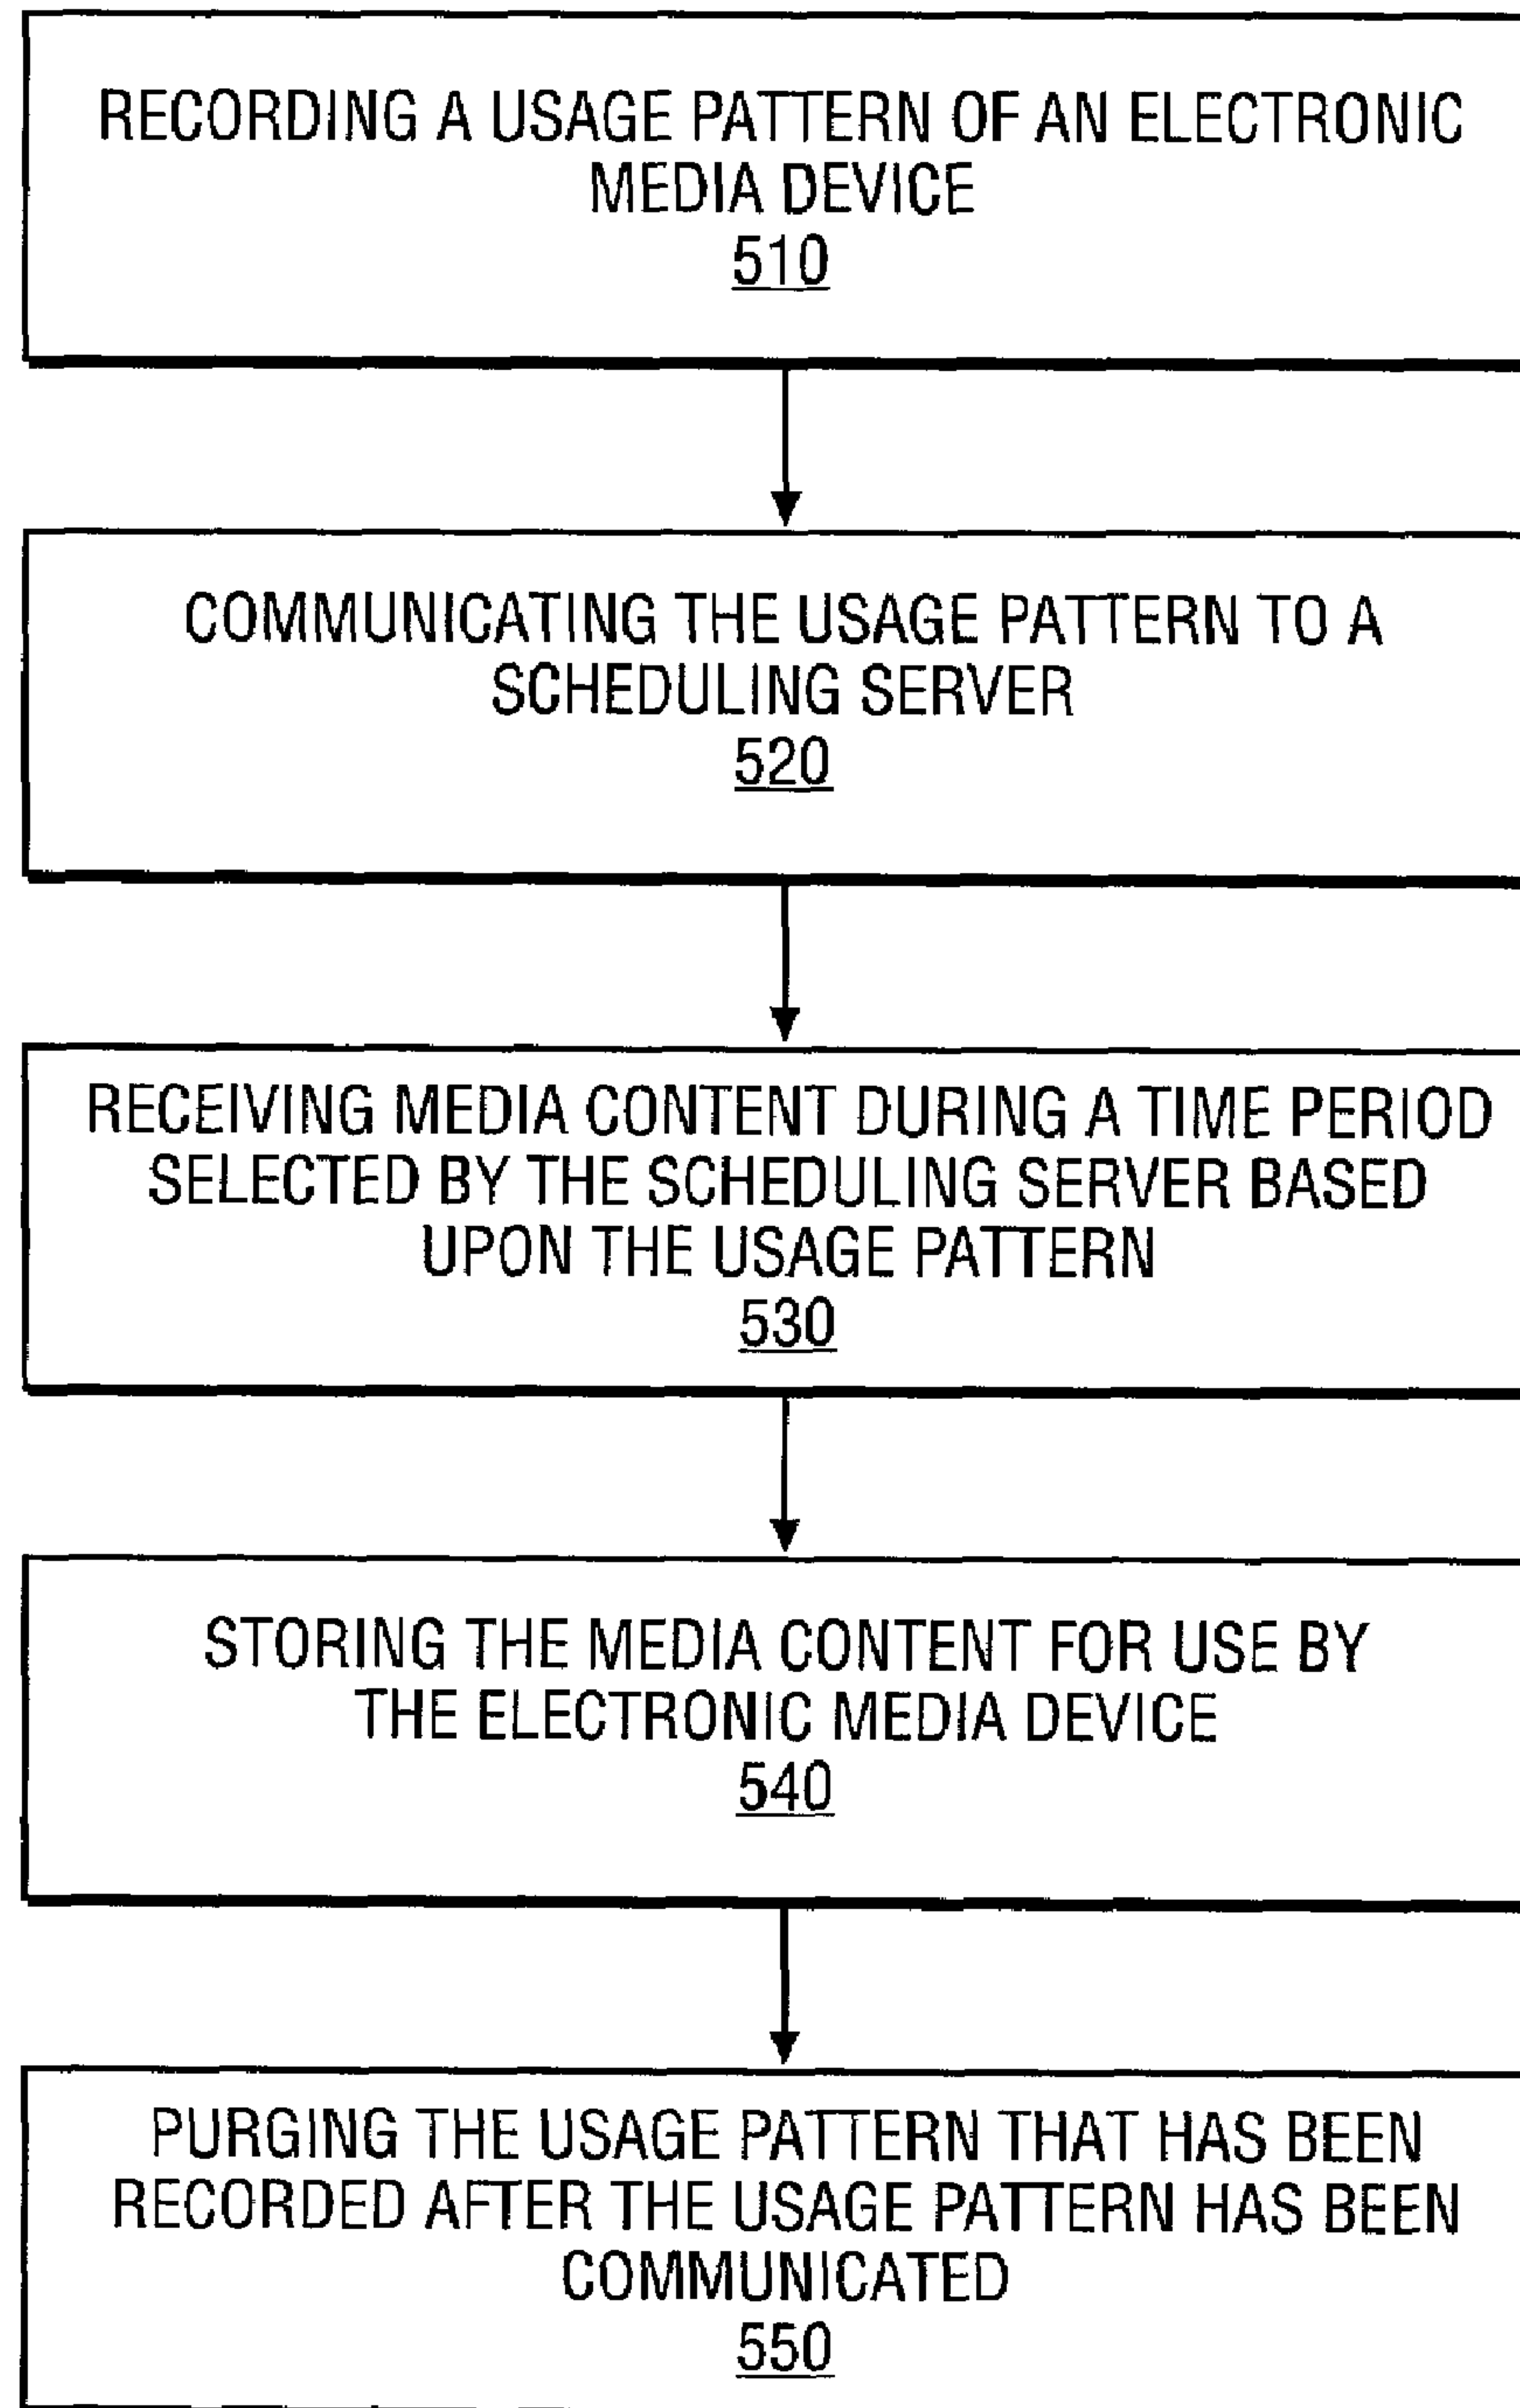 RECORDING A USAGE PATTERN OF AN ELECTRONIC
MEDIA DEVICE
510
COMMUNICATING THE USAGE PATTERN TO A
SCHEDULING SERVER
520
RECEIVING MEDIA CONTENT DURING A TIME PERIOD
SELECTED BY THE SCHEDULING SERVER BASED
UPON THE USAGE PATTERN
530
STORING THE MEDIA CONTENT FOR USE BY
THE ELECTRONIC MEDIA DEVICE
540
PURGING THE USAGE PATTERN THAT HAS BEEN
RECORDED AFTER THE USAGE PATTERN HAS BEEN
COMMUNICATED
550